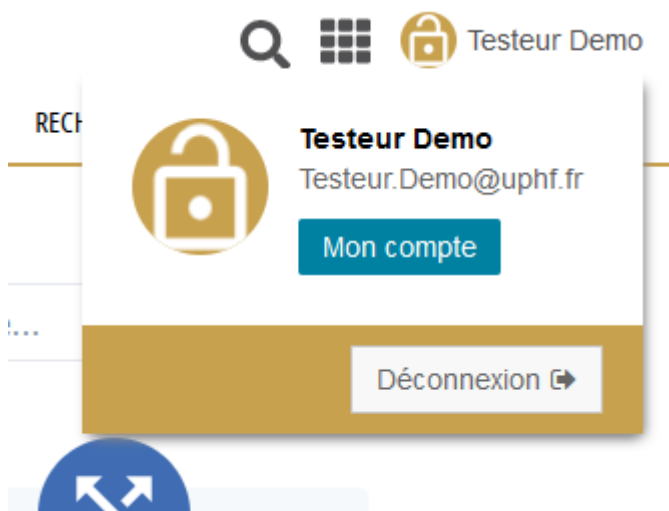 Testeur Demo
RECH
Testeur Demo
Testeur.Demo@uphf.fr
Mon compte
e...
Déconnexion